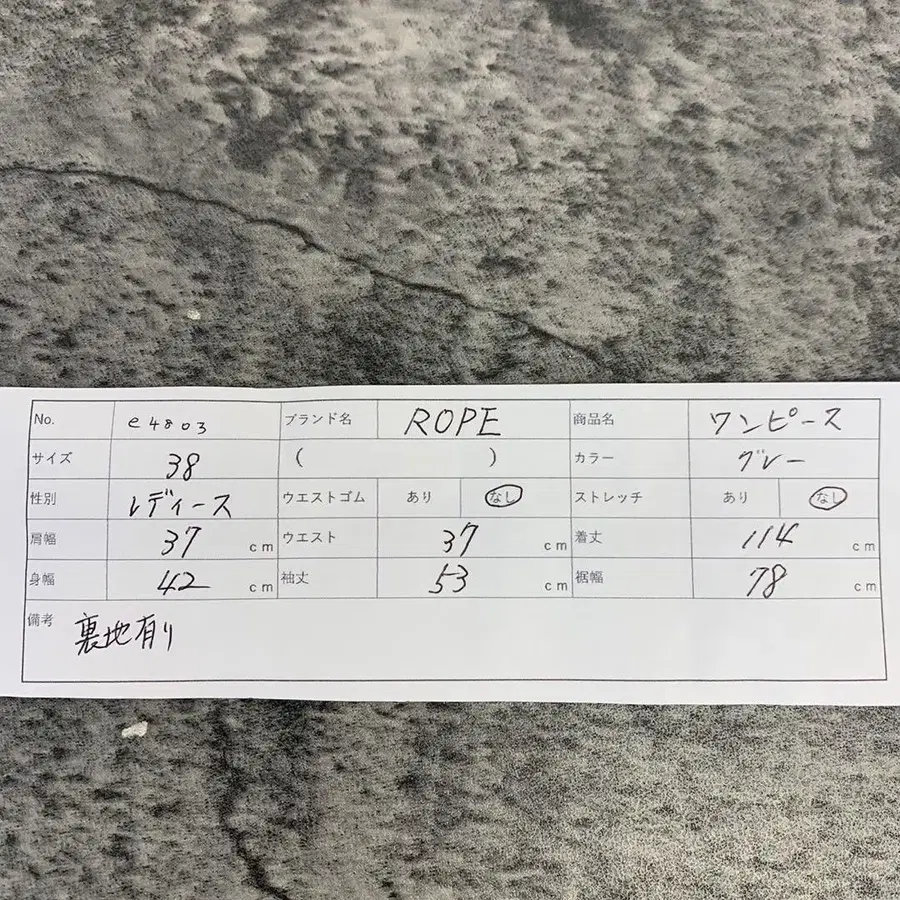 No. e4803 ブランド名 ROPE 商品名 ワンピース
サイズ 38 ( ) カラー グレー
性別 レディース ウエストゴム あり なし ストレッチ あり なし
肩幅 37 cm ウエスト 37 cm 着丈 114 cm
身幅 42 cm 袖丈 53 cm 裾幅 78 cm
備考 裏地有り